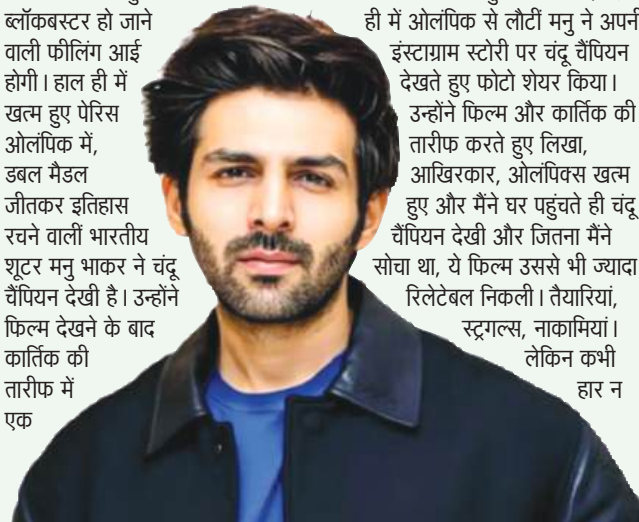 ब्लॉकबस्टर हो जाने
वाली फीलिंग आई
होगी। हाल ही में
खत्म हुए पेरिस
ओलंपिक में,
डबल मैडल
जीतकर इतिहास
रचने वालीं भारतीय
शूटर मनु भाकर ने चंदू
चैंपियन देखी है। उन्होंने
फिल्म देखने के बाद
कार्तिक की
तारीफ में
एक
ही में ओलंपिक से लौटीं मनु ने अपनी
इंस्टाग्राम स्टोरी पर चंदू चैंपियन
देखते हुए फोटो शेयर किया।
उन्होंने फिल्म और कार्तिक की
तारीफ करते हुए लिखा,
आखिरकार, ओलंपिक्स खत्म
हुए और मैंने घर पहुंचते ही चंदू
चैंपियन देखी और जितना मैंने
सोचा था, ये फिल्म उससे भी ज्यादा
रिलेटेबल निकली। तैयारियां,
स्ट्रगल्स, नाकामियां।
लेकिन कभी
हार न